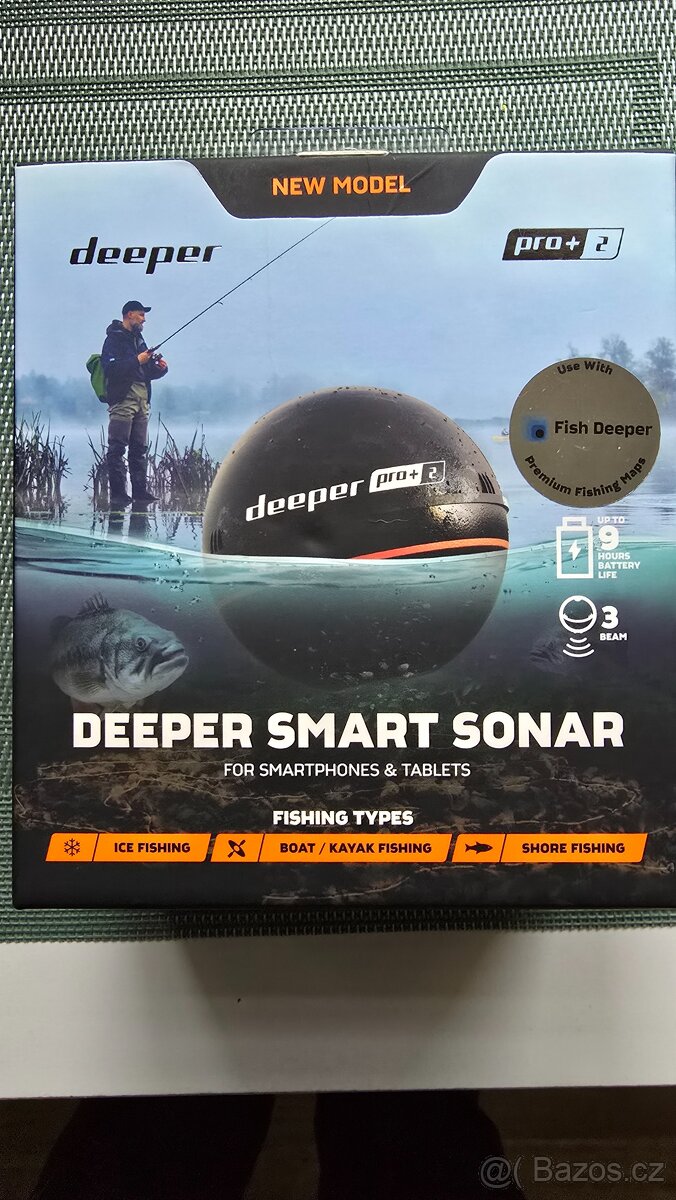 NEW MODEL
deeper
pro+ 2
Use With
Fish Deeper
Premium Fishing Maps
deeper pro+ 2
UP TO
9
HOURS
BATTERY
LIFE
3
BEAM
DEEPER SMART SONAR
FOR SMARTPHONES & TABLETS
FISHING TYPES
ICE FISHING
BOAT / KAYAK FISHING
SHORE FISHING
@( Bazos.cz